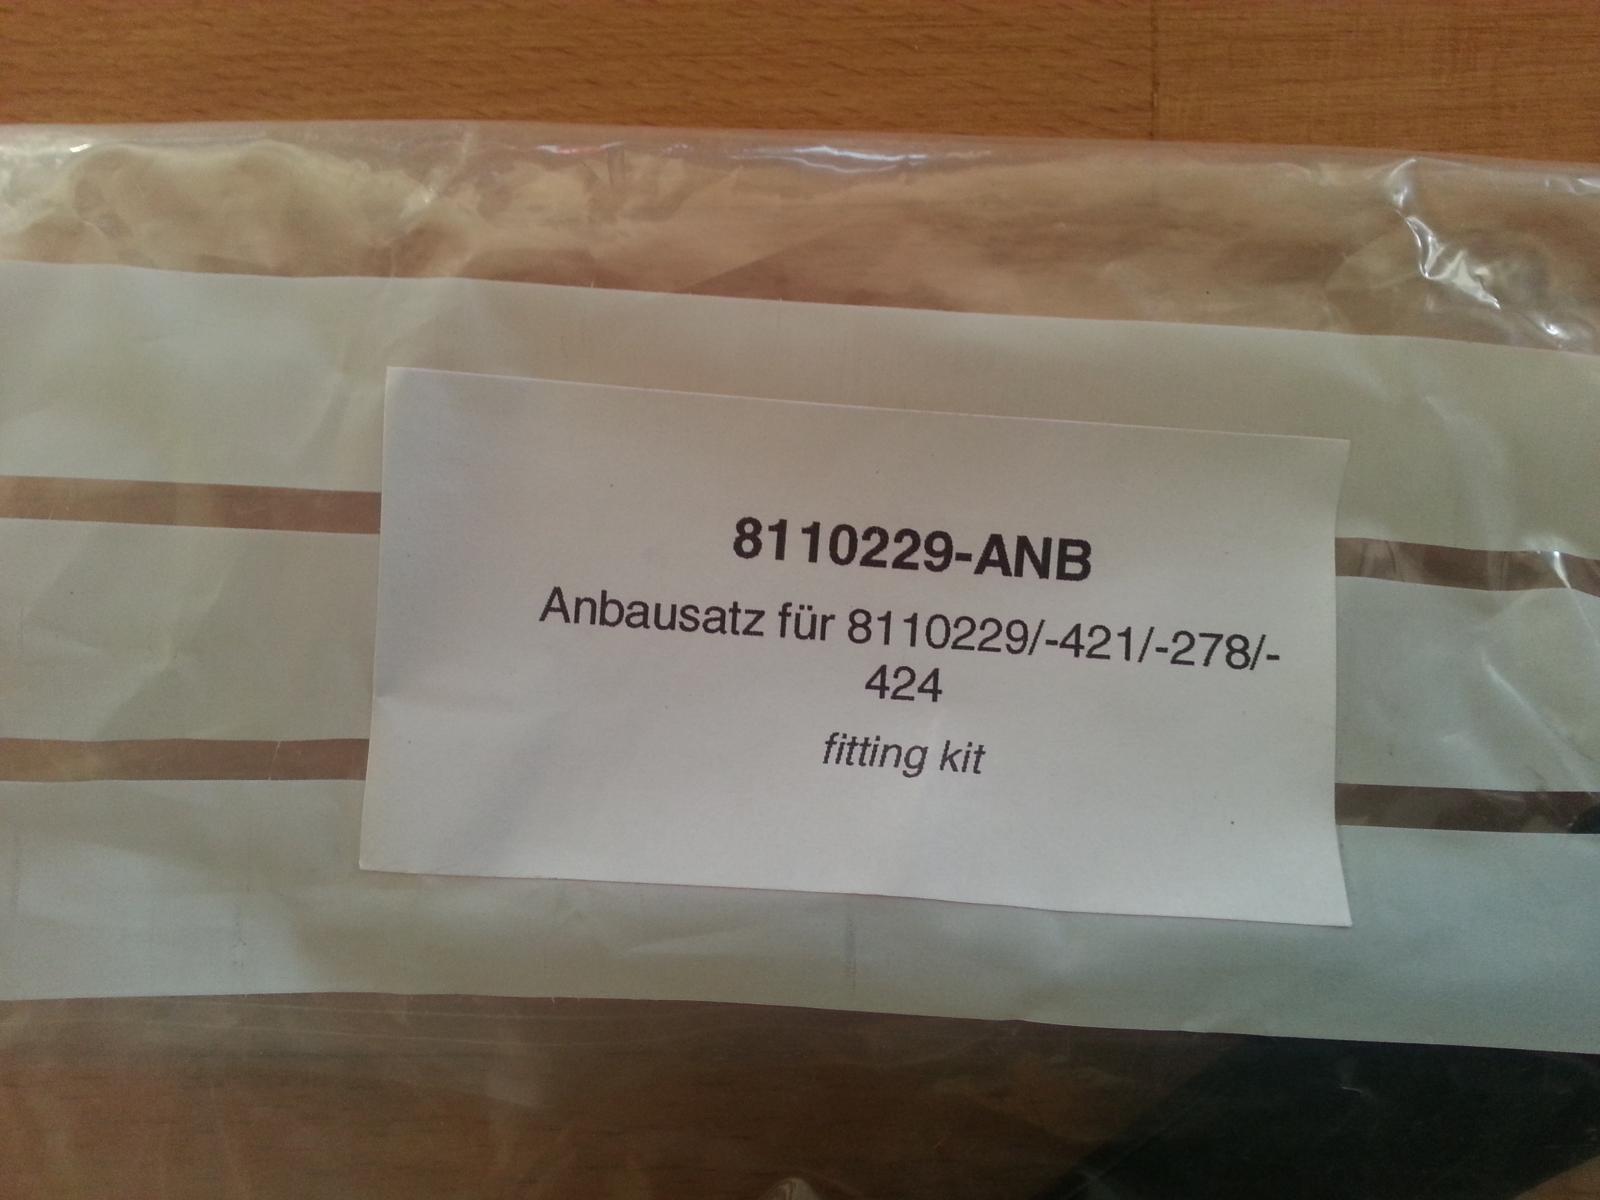 8110229-ANB
Anbausatz für 8110229/-421/-278/-
424
fitting kit